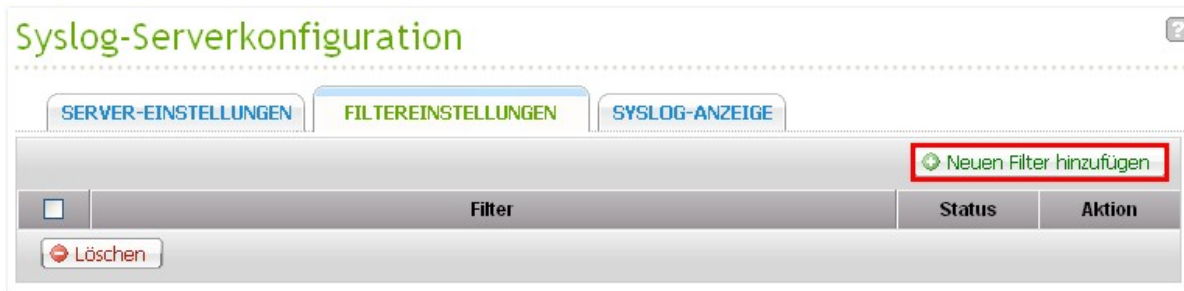 Syslog-Serverkonfiguration
?
SERVER-EINSTELLUNGEN FILTEREINSTELLUNGEN SYSLOG-ANZEIGE
Neuen Filter hinzufügen
Filter Status Aktion
Löschen